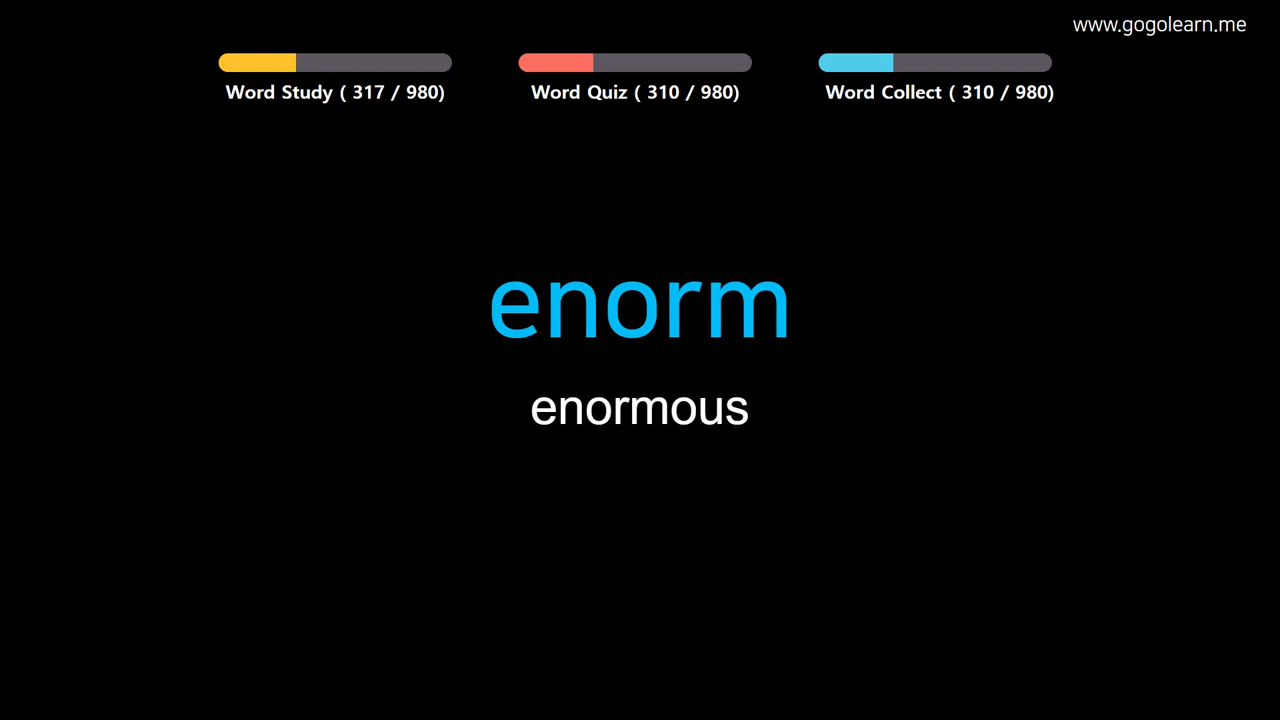 www.gogolearn.me
Word Study ( 317 / 980)
Word Quiz ( 310 / 980)
Word Collect ( 310 / 980)
enorm
enormous